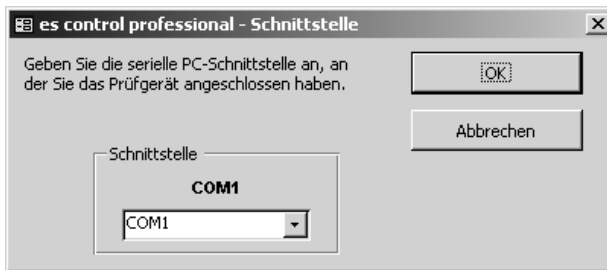 es control professional - Schnittstelle
Geben Sie die serielle PC-Schnittstelle an, an
der Sie das Prüfgerät angeschlossen haben.
OK
Abbrechen
Schnittstelle
COM1
COM1